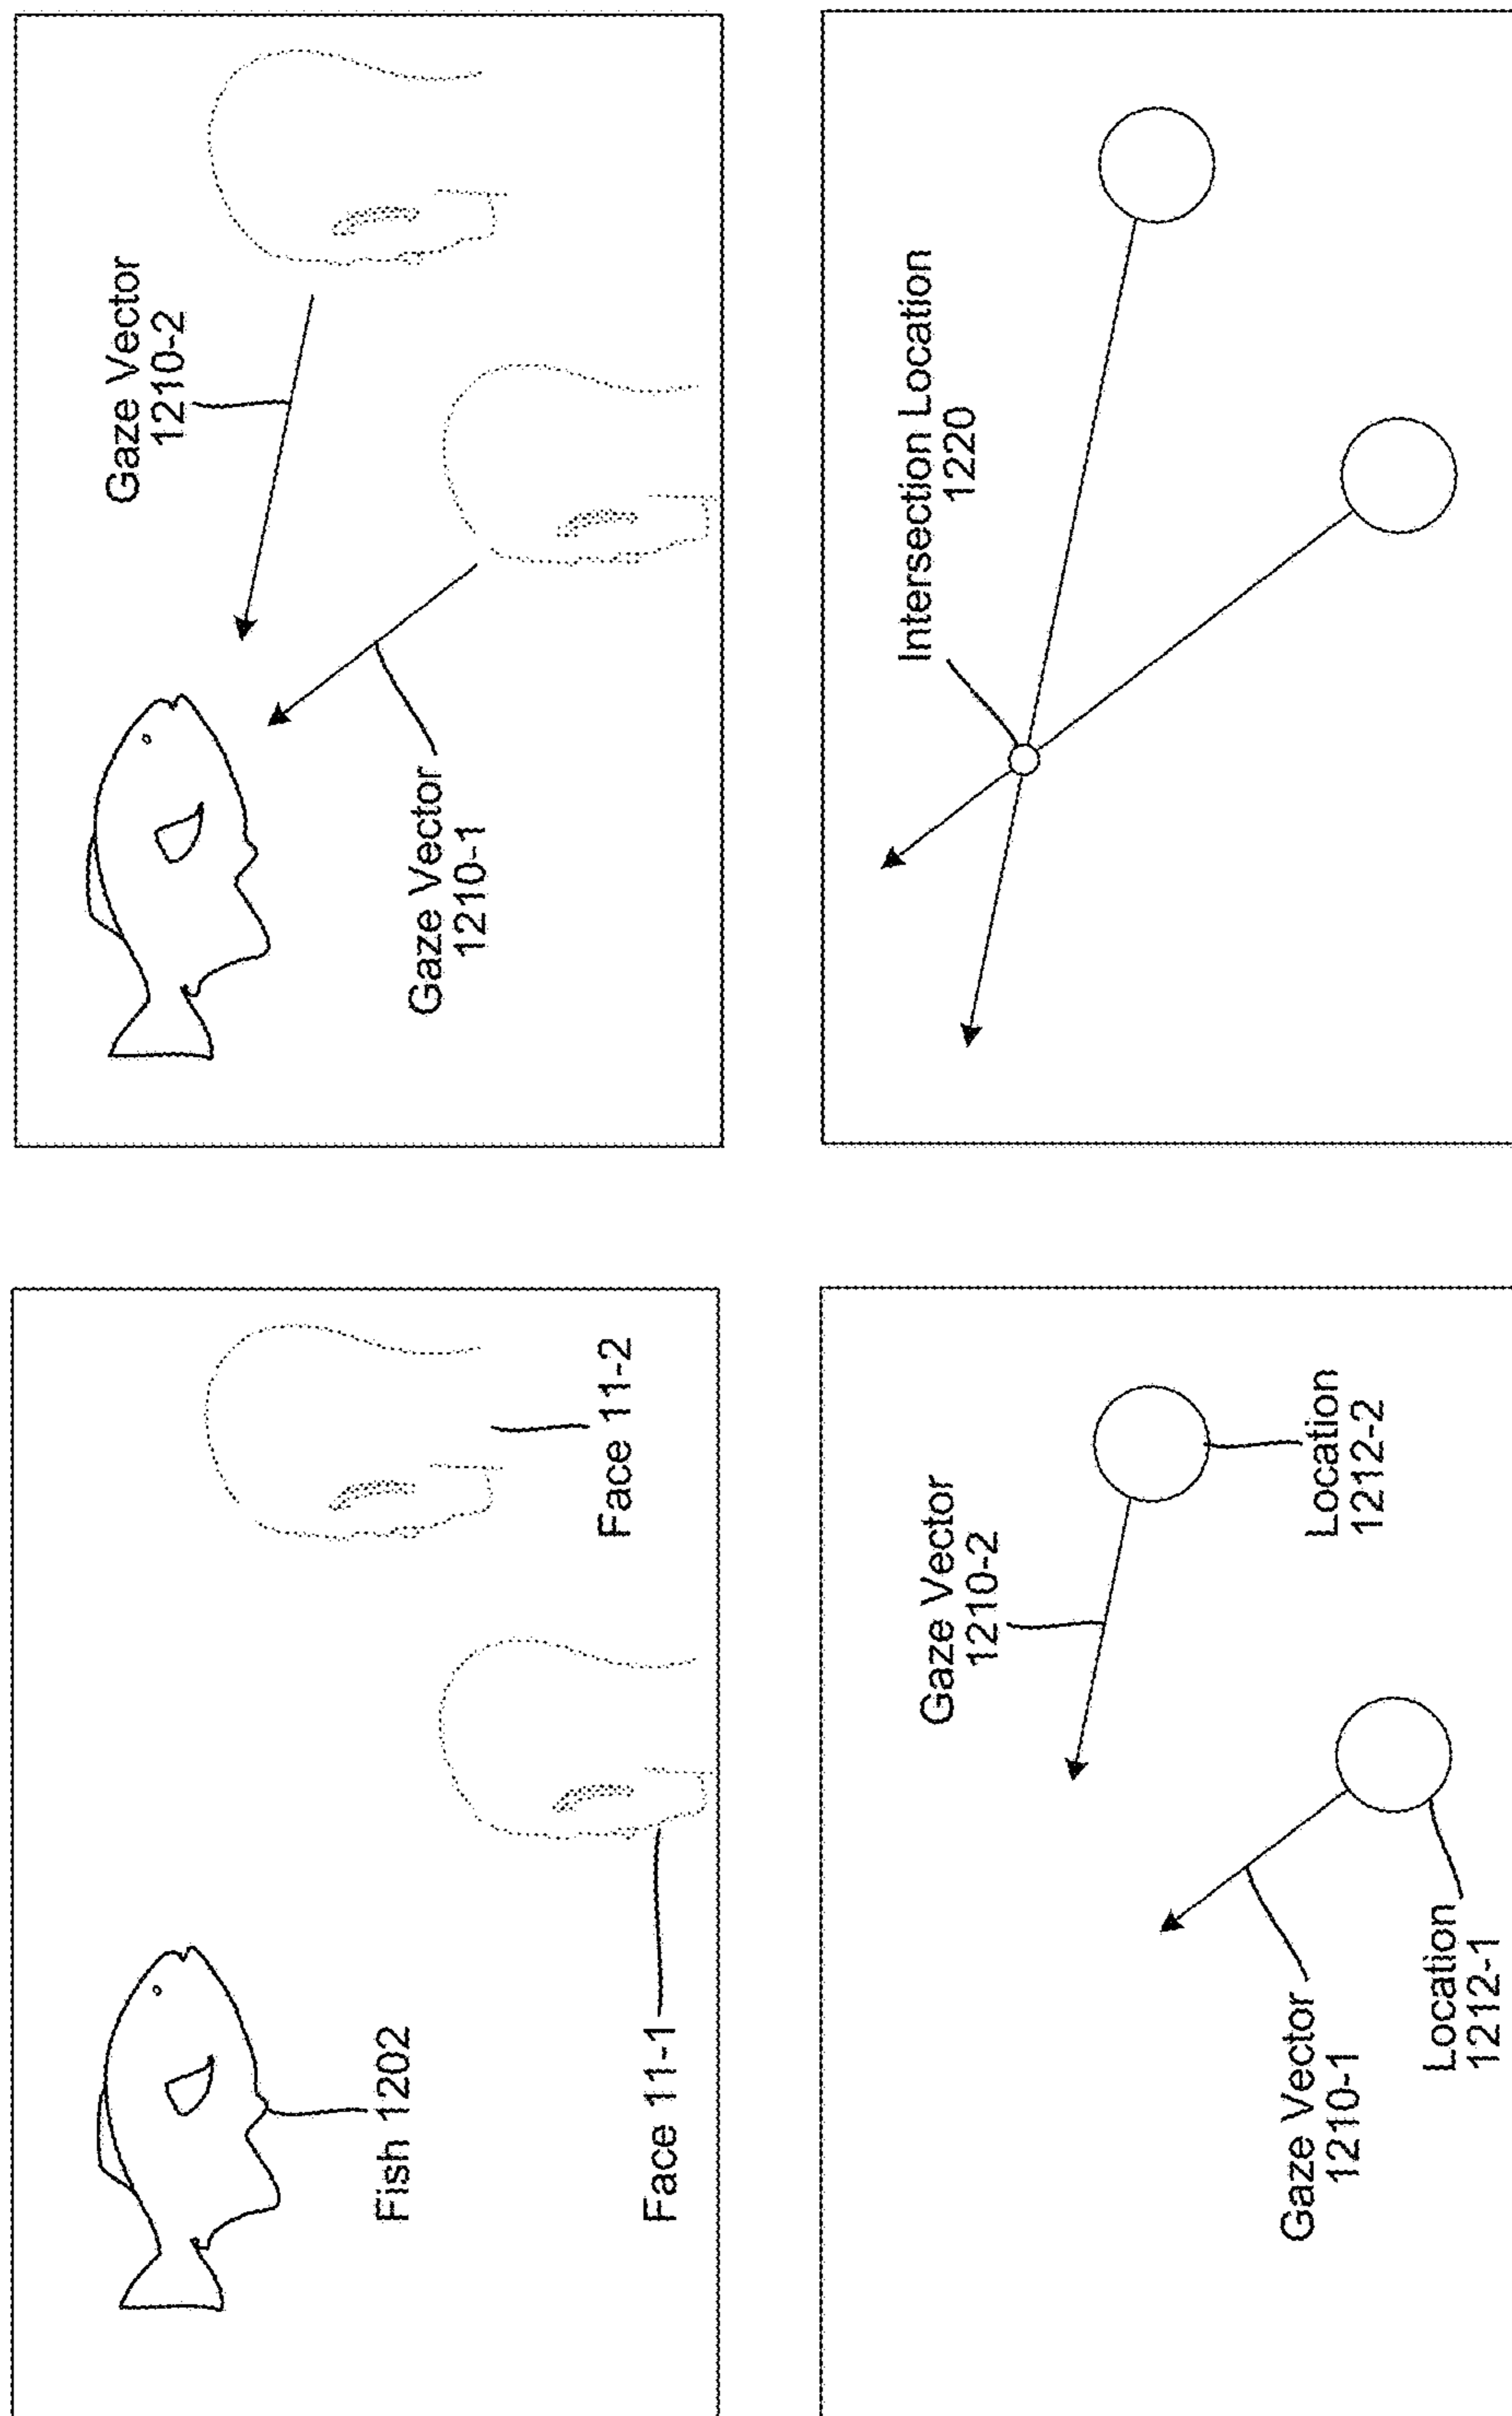 Fish 1202
Face 11-1
Face 11-2
Gaze Vector
1210-1
Gaze Vector
1210-2
Gaze Vector
1210-1
Location
1212-1
Gaze Vector
1210-2
Location
1212-2
Intersection Location
1220